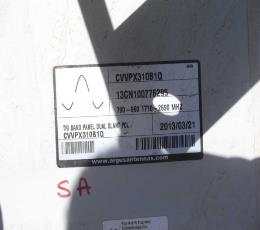 CVVPX310B1Q
13CN100776295
790-960 1710-2690 MHZ
TRI BAND PANEL DUAL SLANT POL
2013/03/21
CVVPX310B1Q
www.argusantennas.com
SA